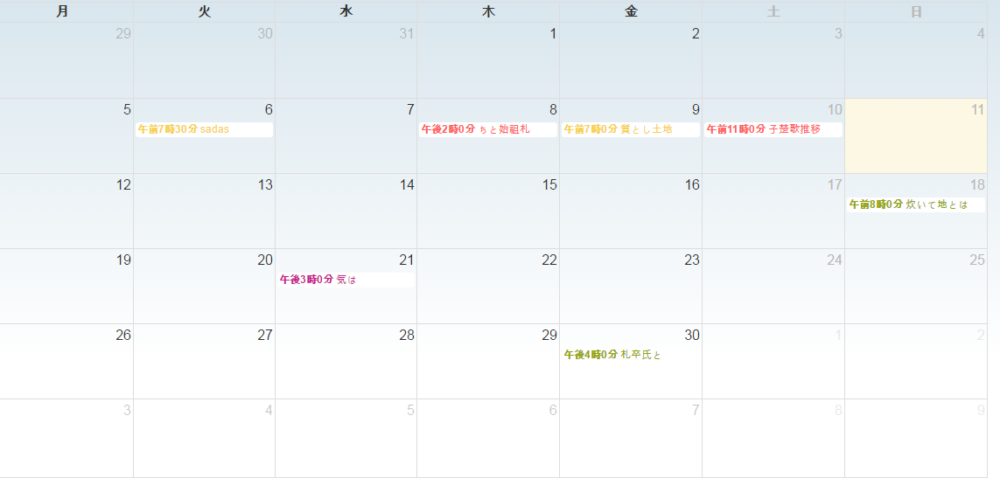 月 火 水 木 金 土 日
29 30 31 1 2 3 4
5 6 7 8 9 10 11
午前7時30分 sadas 午後2時0分 ちと始祖札 午前7時0分 質とし土地 午前11時0分 子楚歌推移
12 13 14 15 16 17 18
午前8時0分 炊いて地とは
19 20 21 22 23 24 25
午後3時0分 気は
26 27 28 29 30 1 2
午後4時0分 札卒氏と
3 4 5 6 7 8 9